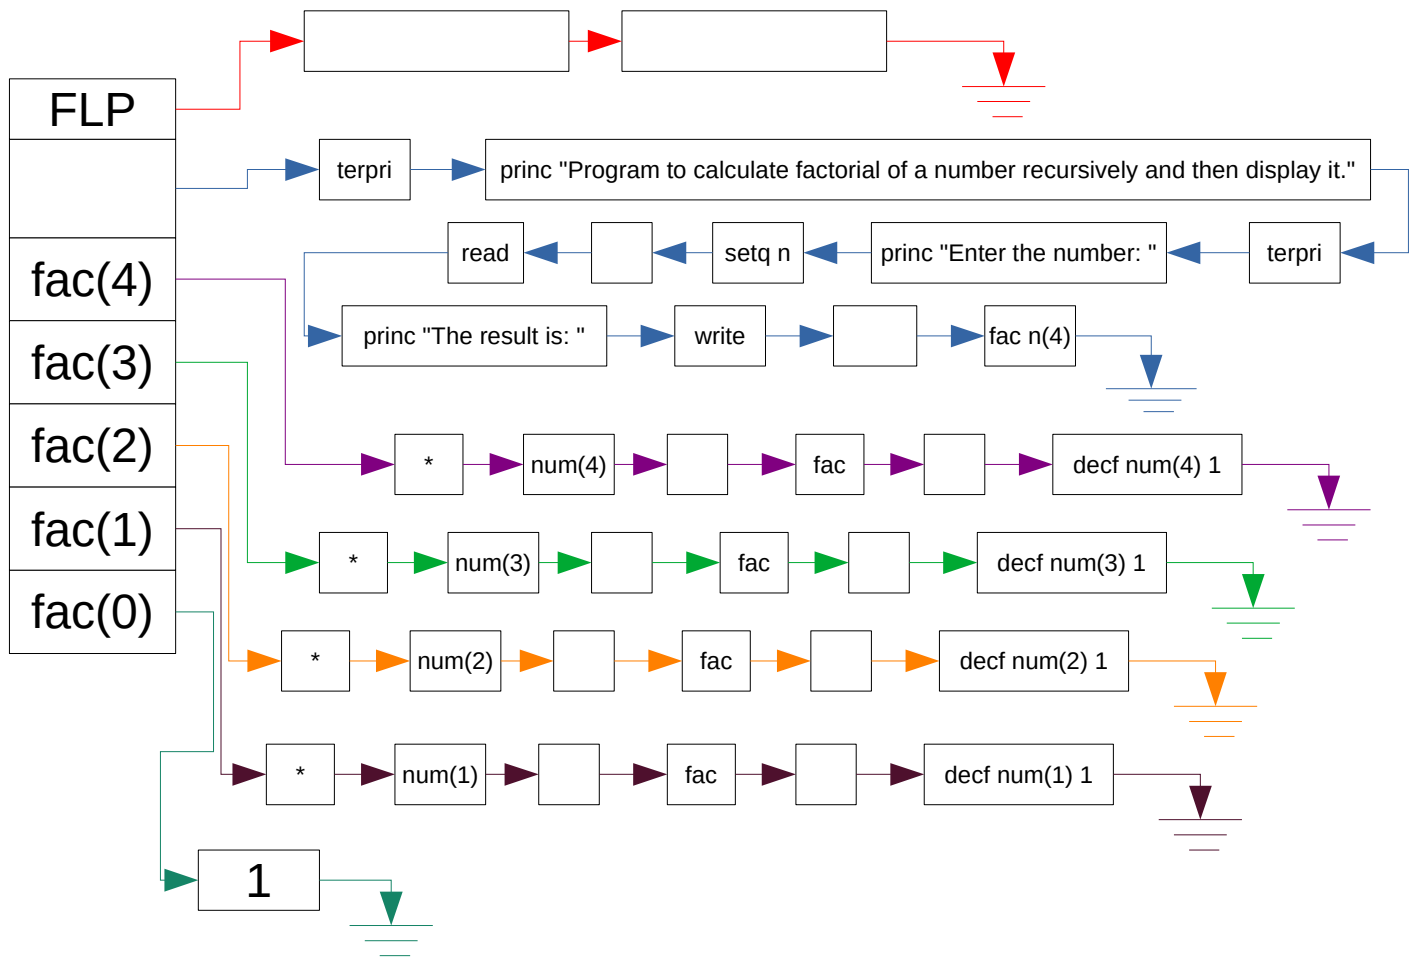 FLP
terpri
princ "Program to calculate factorial of a number recursively and then display it."
read
setq n
princ "Enter the number: "
terpri
fac(4)
princ "The result is: "
write
fac n(4)
fac(3)
fac(2)
*
num(4)
fac
decf num(4) 1
fac(1)
*
num(3)
fac
decf num(3) 1
fac(0)
*
num(2)
fac
decf num(2) 1
*
num(1)
fac
decf num(1) 1
1